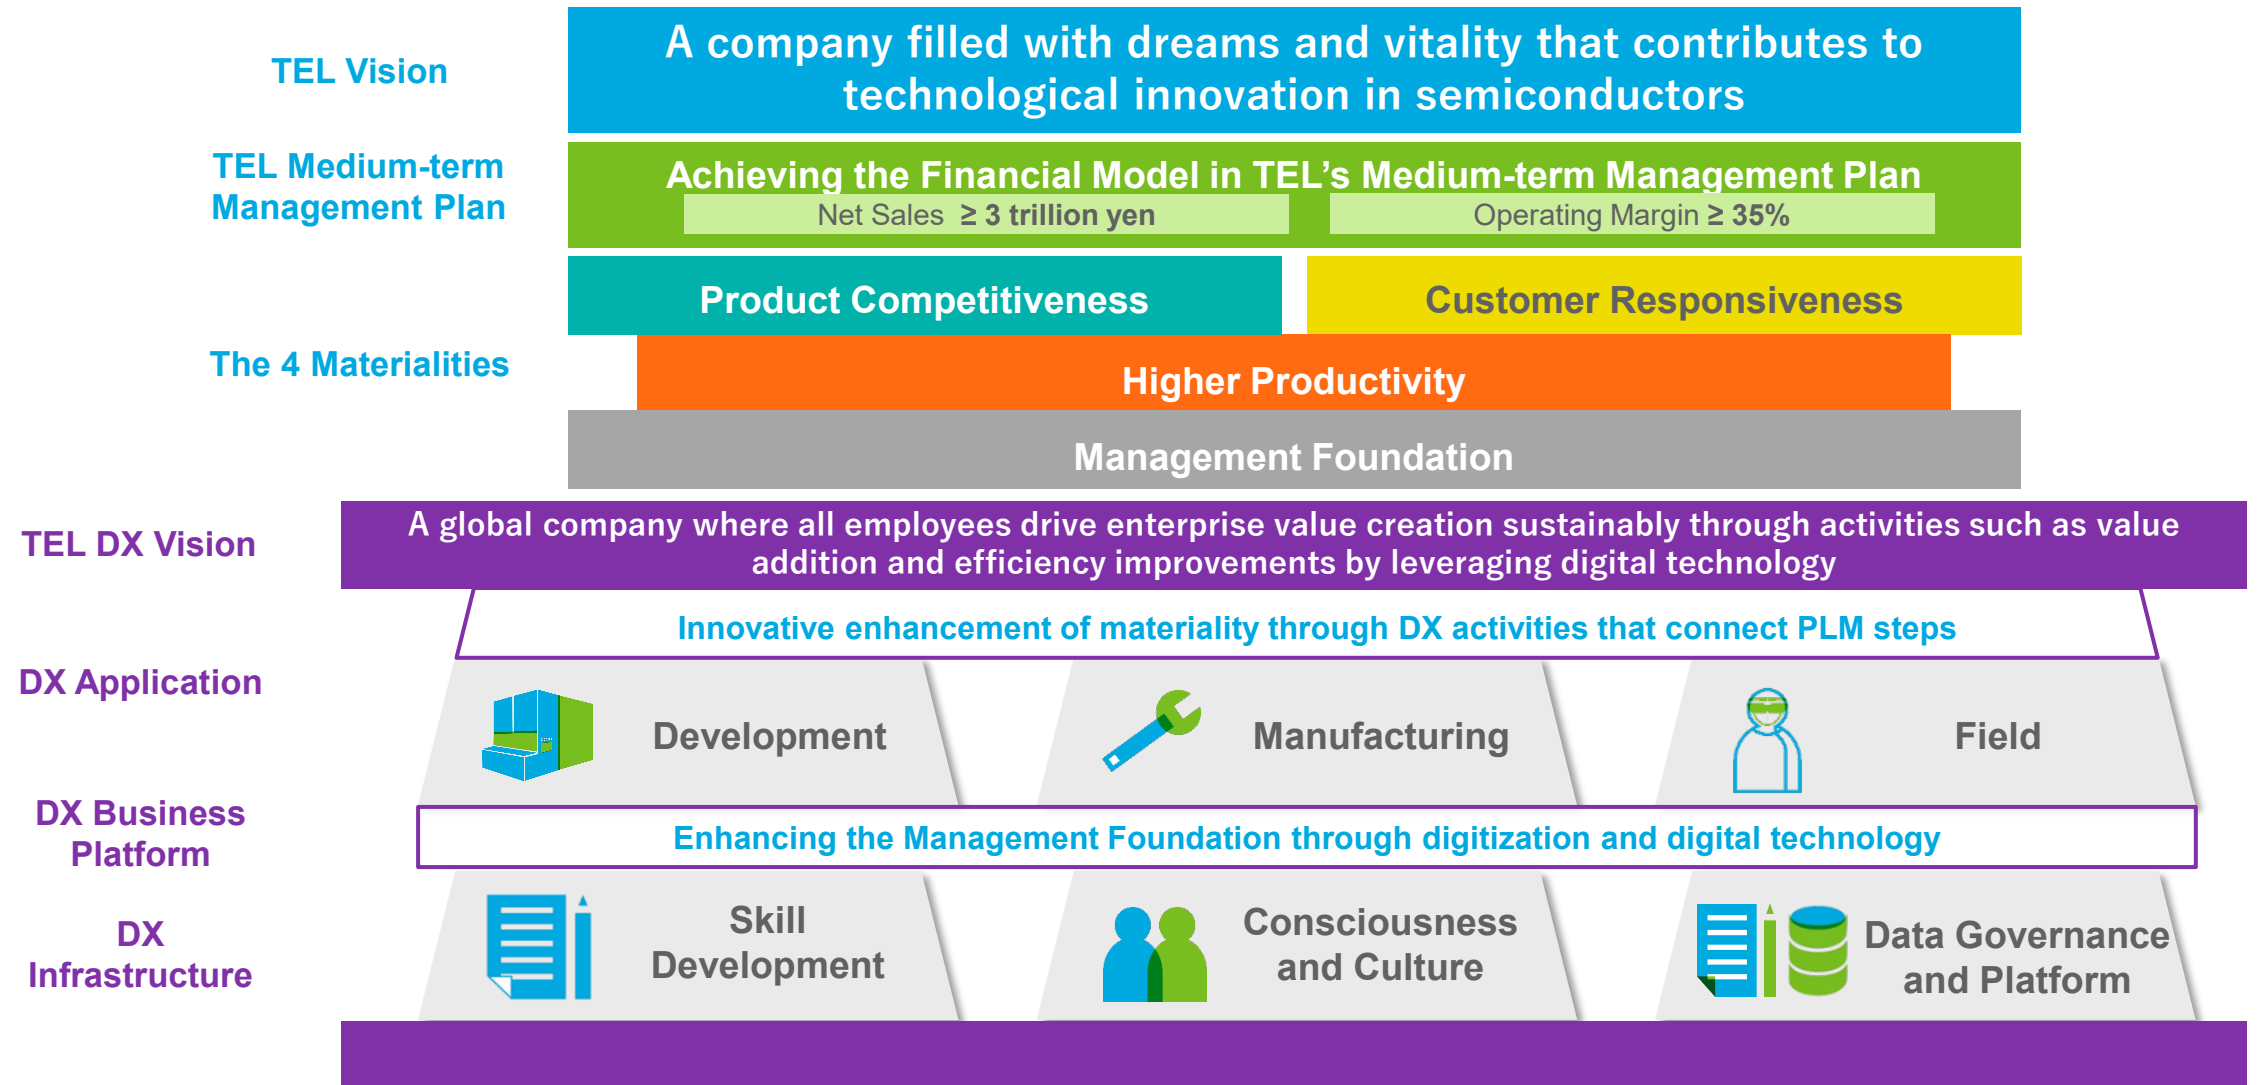 TEL Vision
A company filled with dreams and vitality that contributes to
technological innovation in semiconductors
TEL Medium-term
Management Plan
Achieving the Financial Model in TEL’s Medium-term Management Plan
Net Sales ≥ 3 trillion yen
Operating Margin ≥ 35%
The 4 Materialities
Product Competitiveness
Customer Responsiveness
Higher Productivity
Management Foundation
TEL DX Vision
A global company where all employees drive enterprise value creation sustainably through activities such as value
addition and efficiency improvements by leveraging digital technology
Innovative enhancement of materiality through DX activities that connect PLM steps
DX Application
Development
Manufacturing
Field
DX Business
Platform
Enhancing the Management Foundation through digitization and digital technology
DX
Infrastructure
Skill
Development
Consciousness
and Culture
Data Governance
and Platform